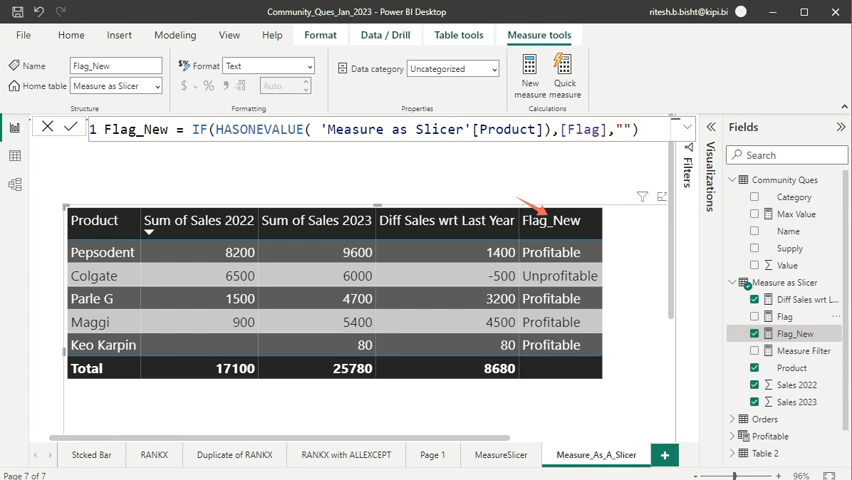 Community_Ques_Jan_2023 - Power BI Desktop
ritesh.b.bisht@kipi.bi
File Home Insert Modeling View Help Format Data / Drill Table tools Measure tools
Name Flag_New
Home table Measure as Slicer
Structure
Format Text
$ % Auto
Formatting
Data category Uncategorized
Properties
New measure
Quick measure
Calculations
1 Flag_New = IF(HASONEVALUE( 'Measure as Slicer'[Product]),[Flag],"")
Product Sum of Sales 2022 Sum of Sales 2023 Diff Sales wrt Last Year Flag_New
Pepsodent 8200 9600 1400 Profitable
Colgate 6500 6000 -500 Unprofitable
Parle G 1500 4700 3200 Profitable
Maggi 900 5400 4500 Profitable
Keo Karpin 80 80 Profitable
Total 17100 25780 8680
Filters
Visualizations
Fields
Search
Community Ques
Category
Max Value
Name
Supply
Value
Measure as Slicer
Diff Sales wrt L...
Flag
Flag_New
Measure Filter
Product
Sales 2022
Sales 2023
Orders
Profitable
Table 2
Stcked Bar RANKX Duplicate of RANKX RANKX with ALLEXCEPT Page 1 MeasureSlicer Measure_As_A_Slicer
Page 7 of 7
96%